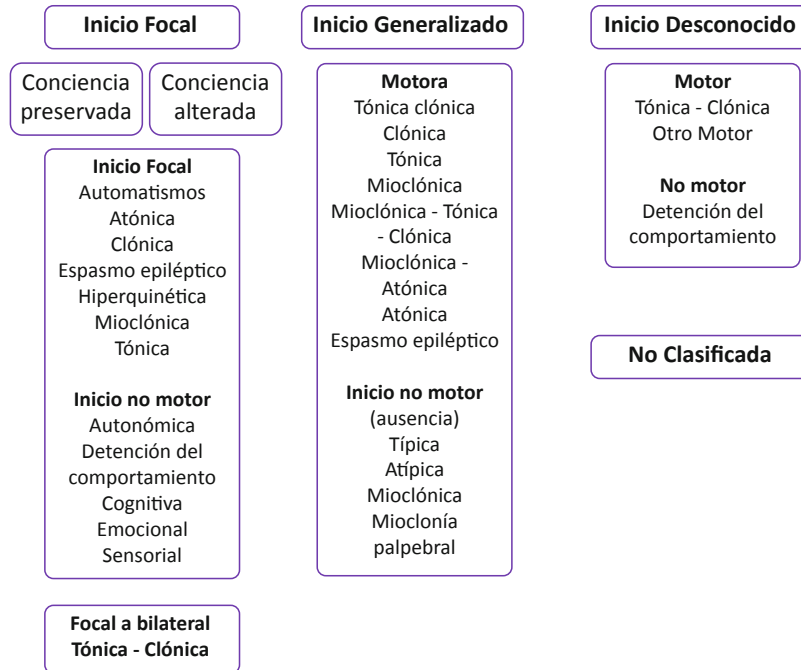 Inicio Focal
Conciencia
preservada
Conciencia
alterada
Inicio Focal
Automatismos
Atónica
Clónica
Espasmo epiléptico
Hiperquinética
Mioclónica
Tónica
Inicio no motor
Autonómica
Detención del
comportamiento
Cognitiva
Emocional
Sensorial
Focal a bilateral
Tónica - Clónica
Inicio Generalizado
Motora
Tónica clónica
Clónica
Tónica
Mioclónica
Mioclónica - Tónica
- Clónica
Mioclónica -
Atónica
Atónica
Espasmo epiléptico
Inicio no motor
(ausencia)
Típica
Atípica
Mioclónica
Mioclonía
palpebral
Inicio Desconocido
Motor
Tónica - Clónica
Otro Motor
No motor
Detención del
comportamiento
No Clasificada